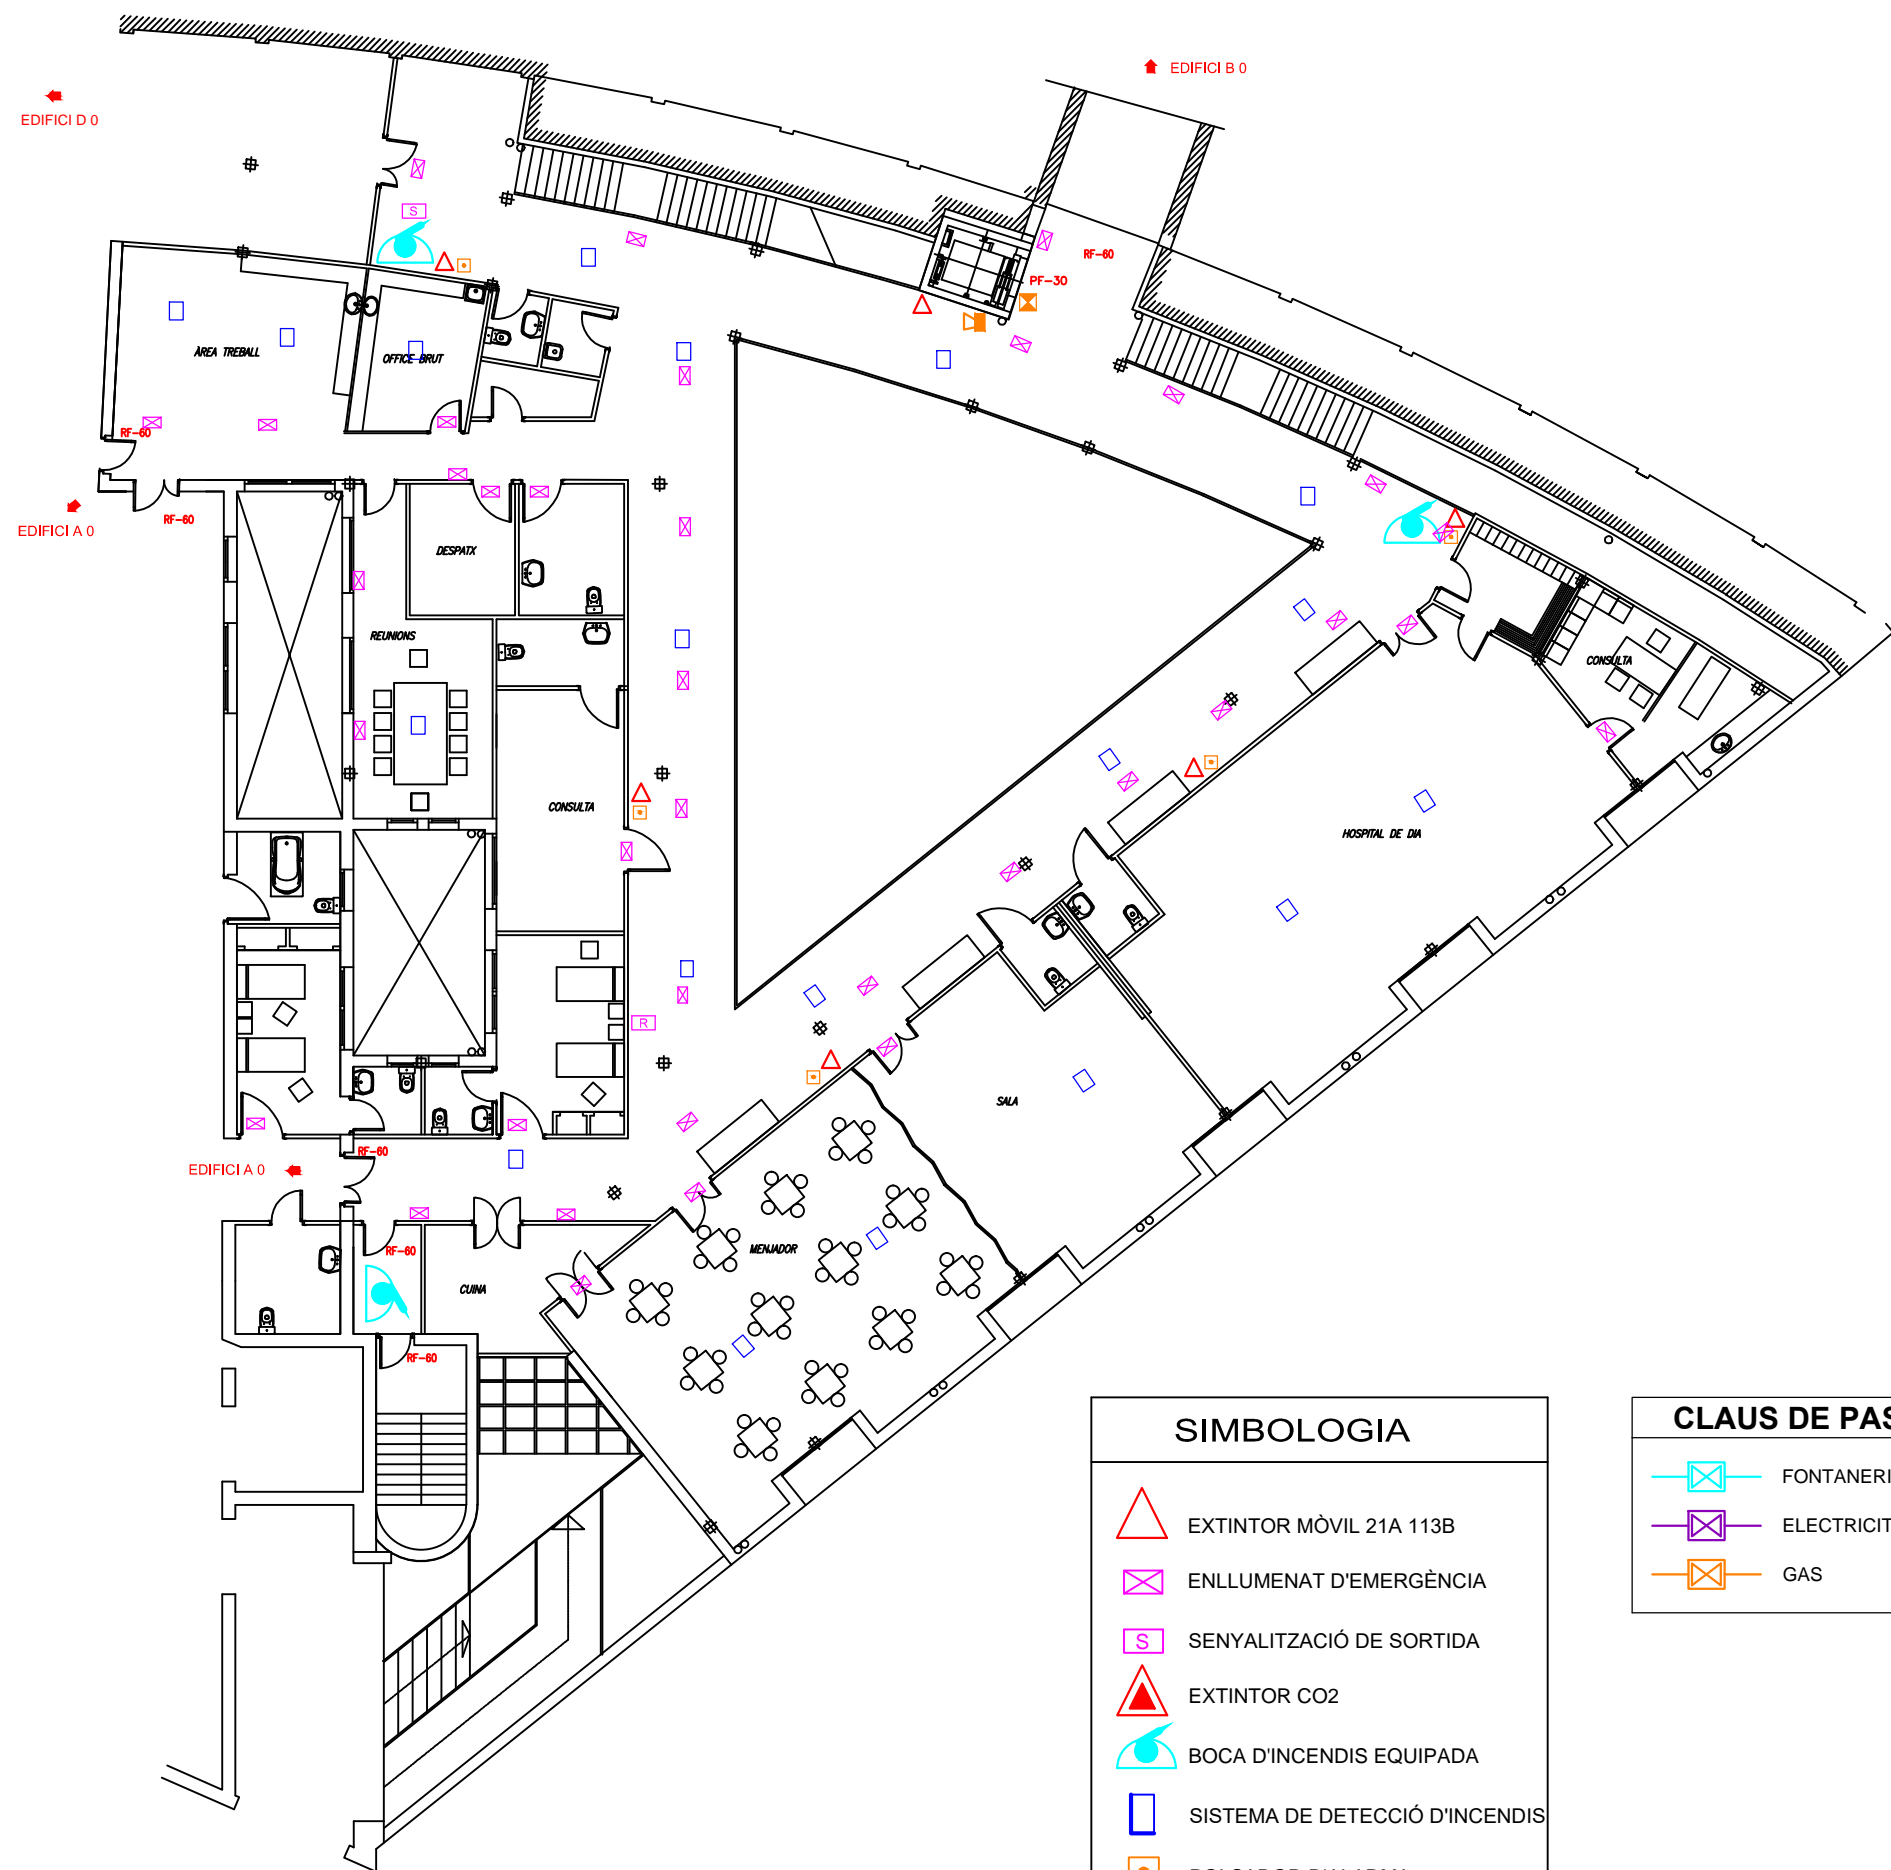 EDIFICI B 0
EDIFICI D 0
S
RF-60
PF-30
ÀREA TREBALL
OFFICE BRUT
RF-60
RF-60
EDIFICI A 0
DESPATX
REUNIONS
CONSULTA
CONSULTA
HOSPITAL DE DIA
R
SALA
RF-60
EDIFICI A 0
RF-60
MENJADOR
CUINA
RF-60
SIMBOLOGIA
EXTINTOR MÒVIL 21A 113B
ENLLUMENAT D'EMERGÈNCIA
S SENYALITZACIÓ DE SORTIDA
EXTINTOR CO2
BOCA D'INCENDIS EQUIPADA
SISTEMA DE DETECCIÓ D'INCENDIS
CLAUS DE PAS
FONTANERI
ELECTRICIT
GAS